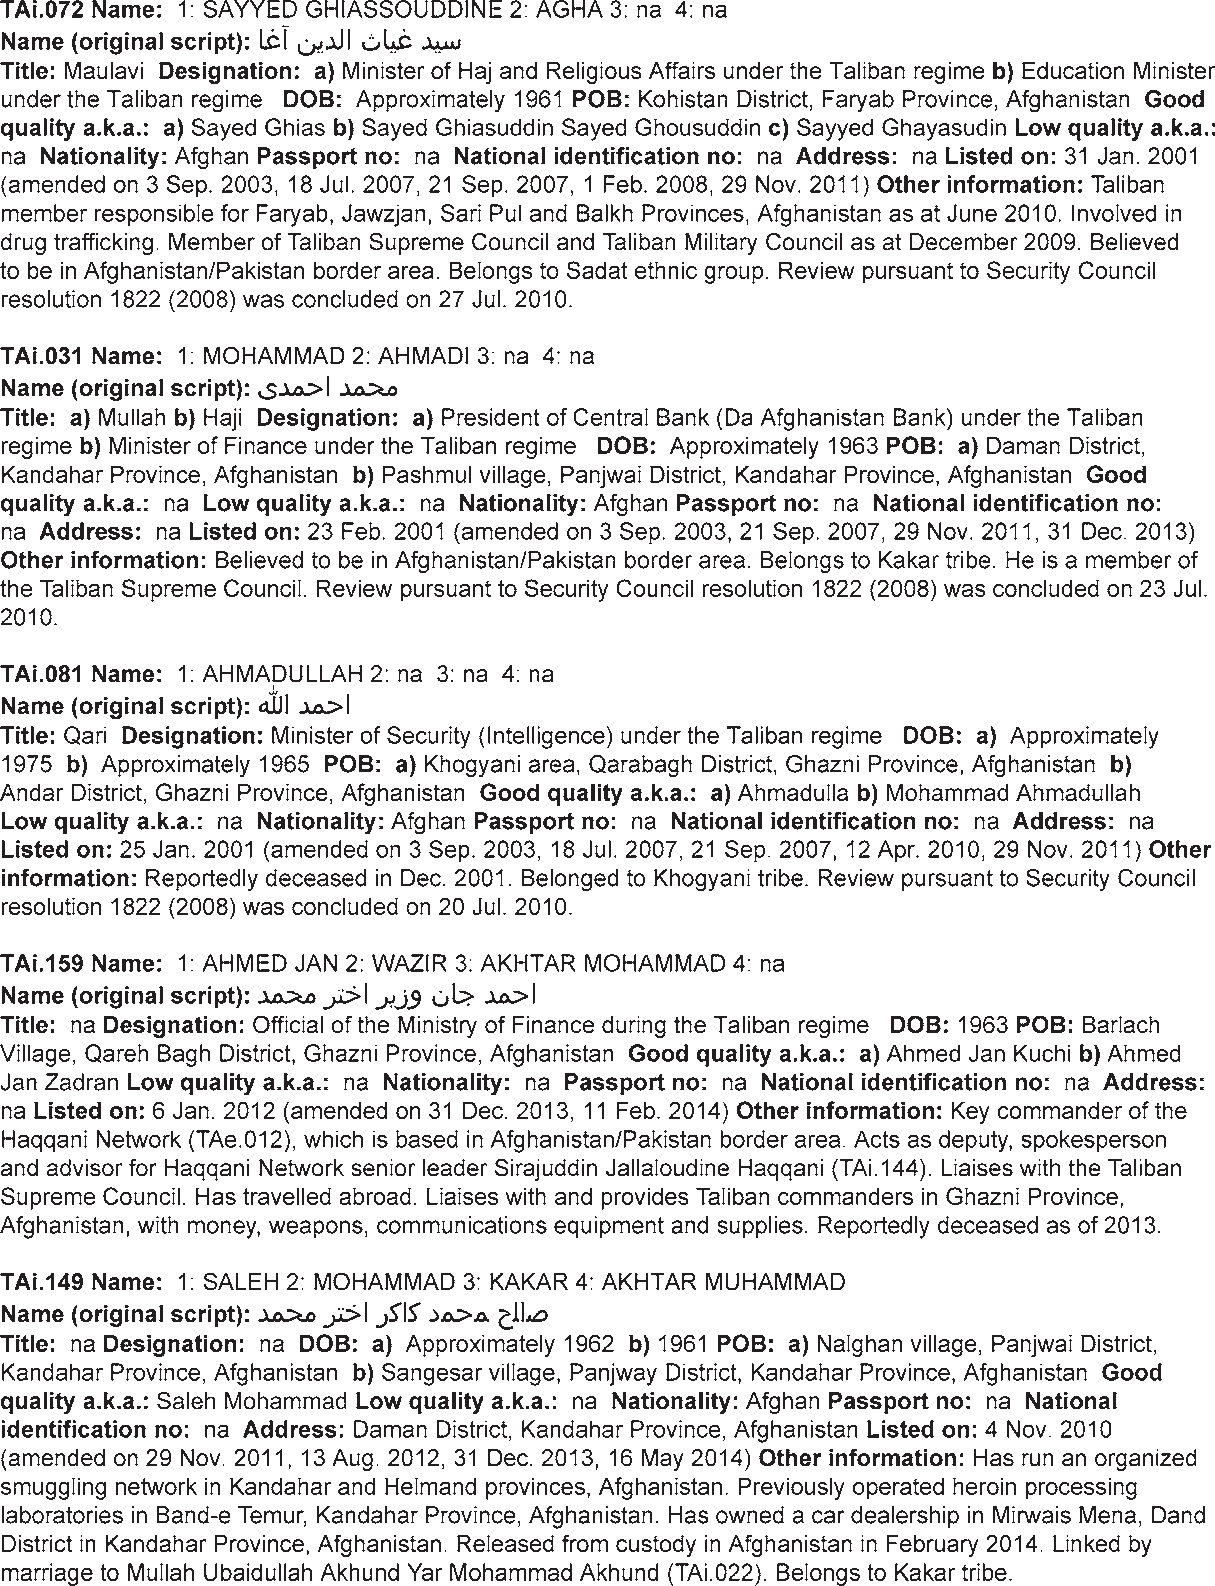 TAi.072 Name: 1: SAYYED GHIASSOUDDINE 2: AGHA 3: na 4: na
Name (original script): سید غیاث الدین آغا
Title: Maulavi Designation: a) Minister of Haj and Religious Affairs under the Taliban regime b) Education Minister
under the Taliban regime DOB: Approximately 1961 POB: Kohistan District, Faryab Province, Afghanistan Good
quality a.k.a.: a) Sayed Ghias b) Sayed Ghiasuddin Sayed Ghousuddin c) Sayyed Ghayasudin Low quality a.k.a.:
na Nationality: Afghan Passport no: na National identification no: na Address: na Listed on: 31 Jan. 2001
(amended on 3 Sep. 2003, 18 Jul. 2007, 21 Sep. 2007, 1 Feb. 2008, 29 Nov. 2011) Other information: Taliban
member responsible for Faryab, Jawzjan, Sari Pul and Balkh Provinces, Afghanistan as at June 2010. Involved in
drug trafficking. Member of Taliban Supreme Council and Taliban Military Council as at December 2009. Believed
to be in Afghanistan/Pakistan border area. Belongs to Sadat ethnic group. Review pursuant to Security Council
resolution 1822 (2008) was concluded on 27 Jul. 2010.
TAi.031 Name: 1: MOHAMMAD 2: AHMADI 3: na 4: na
Name (original script): محمد احمدی
Title: a) Mullah b) Haji Designation: a) President of Central Bank (Da Afghanistan Bank) under the Taliban
regime b) Minister of Finance under the Taliban regime DOB: Approximately 1963 POB: a) Daman District,
Kandahar Province, Afghanistan b) Pashmul village, Panjwai District, Kandahar Province, Afghanistan Good
quality a.k.a.: na Low quality a.k.a.: na Nationality: Afghan Passport no: na National identification no:
na Address: na Listed on: 23 Feb. 2001 (amended on 3 Sep. 2003, 21 Sep. 2007, 29 Nov. 2011, 31 Dec. 2013)
Other information: Believed to be in Afghanistan/Pakistan border area. Belongs to Kakar tribe. He is a member of
the Taliban Supreme Council. Review pursuant to Security Council resolution 1822 (2008) was concluded on 23 Jul.
2010.
TAi.081 Name: 1: AHMADULLAH 2: na 3: na 4: na
Name (original script): احمد الله
Title: Qari Designation: Minister of Security (Intelligence) under the Taliban regime DOB: a) Approximately
1975 b) Approximately 1965 POB: a) Khogyani area, Qarabagh District, Ghazni Province, Afghanistan b)
Andar District, Ghazni Province, Afghanistan Good quality a.k.a.: a) Ahmadulla b) Mohammad Ahmadullah
Low quality a.k.a.: na Nationality: Afghan Passport no: na National identification no: na Address: na
Listed on: 25 Jan. 2001 (amended on 3 Sep. 2003, 18 Jul. 2007, 21 Sep. 2007, 12 Apr. 2010, 29 Nov. 2011) Other
information: Reportedly deceased in Dec. 2001. Belonged to Khogyani tribe. Review pursuant to Security Council
resolution 1822 (2008) was concluded on 20 Jul. 2010.
TAi.159 Name: 1: AHMED JAN 2: WAZIR 3: AKHTAR MOHAMMAD 4: na
Name (original script): احمد جان وزیر اختر محمد
Title: na Designation: Official of the Ministry of Finance during the Taliban regime DOB: 1963 POB: Barlach
Village, Qareh Bagh District, Ghazni Province, Afghanistan Good quality a.k.a.: a) Ahmed Jan Kuchi b) Ahmed
Jan Zadran Low quality a.k.a.: na Nationality: na Passport no: na National identification no: na Address:
na Listed on: 6 Jan. 2012 (amended on 31 Dec. 2013, 11 Feb. 2014) Other information: Key commander of the
Haqqani Network (TAe.012), which is based in Afghanistan/Pakistan border area. Acts as deputy, spokesperson
and advisor for Haqqani Network senior leader Sirajuddin Jallaloudine Haqqani (TAi.144). Liaises with the Taliban
Supreme Council. Has travelled abroad. Liaises with and provides Taliban commanders in Ghazni Province,
Afghanistan, with money, weapons, communications equipment and supplies. Reportedly deceased as of 2013.
TAi.149 Name: 1: SALEH 2: MOHAMMAD 3: KAKAR 4: AKHTAR MUHAMMAD
Name (original script): صالح محمد کاکر اختر محمد
Title: na Designation: na DOB: a) Approximately 1962 b) 1961 POB: a) Nalghan village, Panjwai District,
Kandahar Province, Afghanistan b) Sangesar village, Panjway District, Kandahar Province, Afghanistan Good
quality a.k.a.: Saleh Mohammad Low quality a.k.a.: na Nationality: Afghan Passport no: na National
identification no: na Address: Daman District, Kandahar Province, Afghanistan Listed on: 4 Nov. 2010
(amended on 29 Nov. 2011, 13 Aug. 2012, 31 Dec. 2013, 16 May 2014) Other information: Has run an organized
smuggling network in Kandahar and Helmand provinces, Afghanistan. Previously operated heroin processing
laboratories in Band-e Temur, Kandahar Province, Afghanistan. Has owned a car dealership in Mirwais Mena, Dand
District in Kandahar Province, Afghanistan. Released from custody in Afghanistan in February 2014. Linked by
marriage to Mullah Ubaidullah Akhund Yar Mohammad Akhund (TAi.022). Belongs to Kakar tribe.